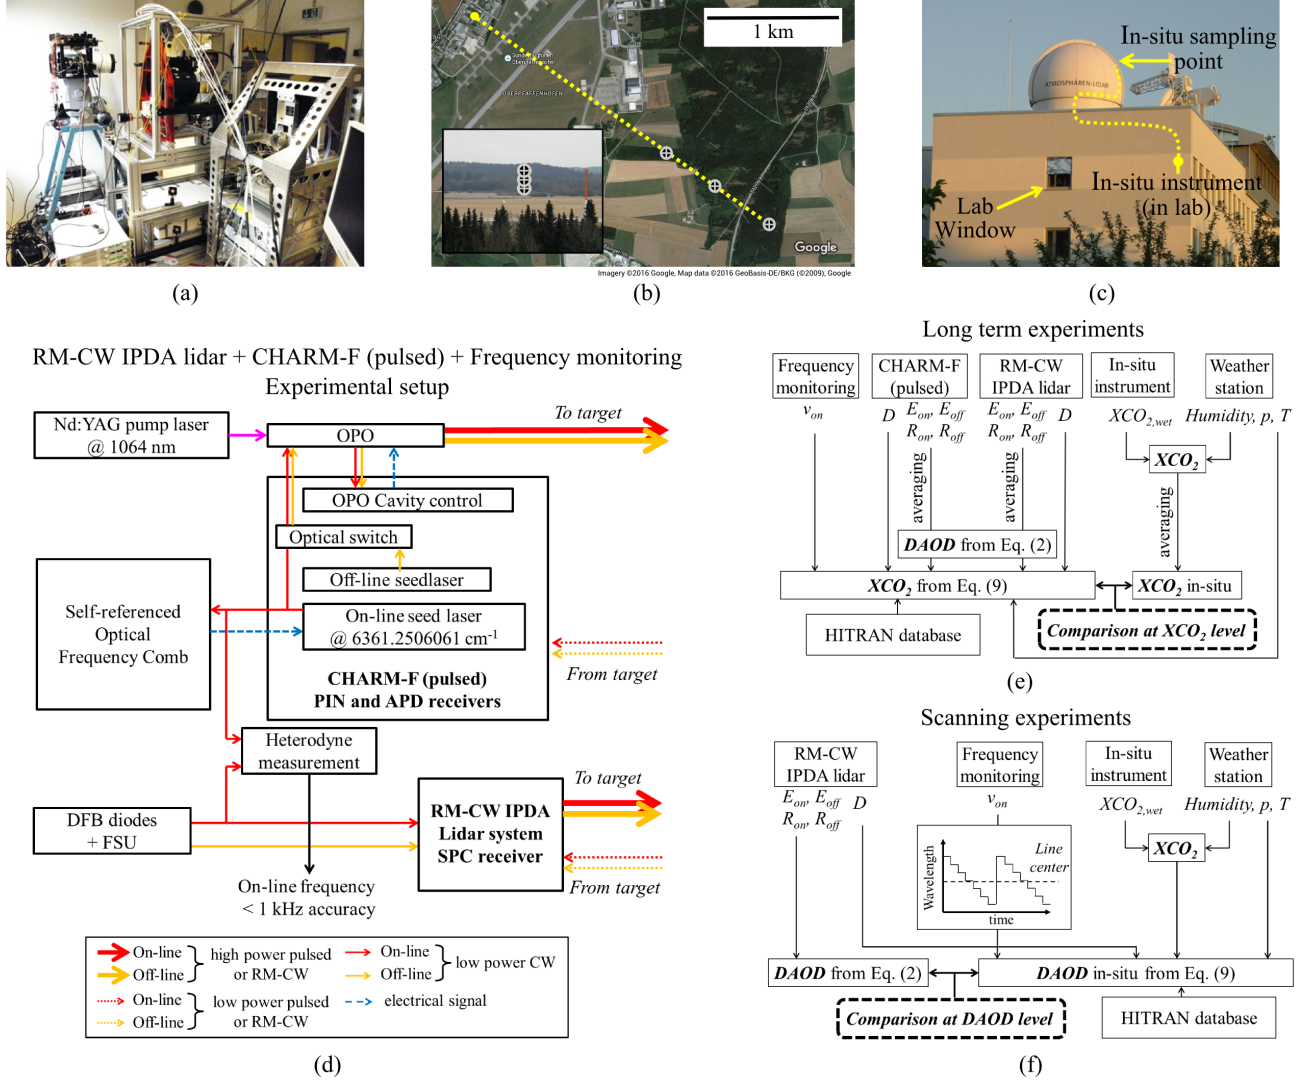 1 km
OBERPFAFFENHOFEN
Google
Imagery ©2016 Google, Map data ©2016 GeoBasis-DE/BKG (©2009), Google
In-situ sampling
point
ATMOSPHÄREN-LIDAR
In-situ instrument
(in lab)
Lab
Window
(a)
(b)
(c)
RM-CW IPDA lidar + CHARM-F (pulsed) + Frequency monitoring
Experimental setup
Nd:YAG pump laser
@ 1064 nm
OPO
To target
OPO Cavity control
Optical switch
Off-line seedlaser
Self-referenced
Optical
Frequency Comb
On-line seed laser
@ 6361.2506061 cm-1
From target
CHARM-F (pulsed)
PIN and APD receivers
Heterodyne
measurement
To target
DFB diodes
+ FSU
RM-CW IPDA
Lidar system
SPC receiver
From target
On-line frequency
< 1 kHz accuracy
On-line
Off-line
high power pulsed
or RM-CW
On-line
Off-line
low power CW
On-line
Off-line
low power pulsed
or RM-CW
electrical signal
(d)
Long term experiments
Frequency
monitoring
CHARM-F
(pulsed)
RM-CW
IPDA lidar
In-situ
instrument
Weather
station
νon
D
Eon, Eoff
Ron, Roff
Eon, Eoff
Ron, Roff
D
XCO2,wet
Humidity, p, T
XCO2
averaging
averaging
averaging
DAOD from Eq. (2)
XCO2 from Eq. (9)
XCO2 in-situ
HITRAN database
Comparison at XCO2 level
(e)
Scanning experiments
RM-CW
IPDA lidar
Frequency
monitoring
In-situ
instrument
Weather
station
Eon, Eoff
Ron, Roff
D
νon
XCO2,wet
Humidity, p, T
XCO2
Wavelength
Line
center
time
DAOD from Eq. (2)
DAOD in-situ from Eq. (9)
Comparison at DAOD level
HITRAN database
(f)